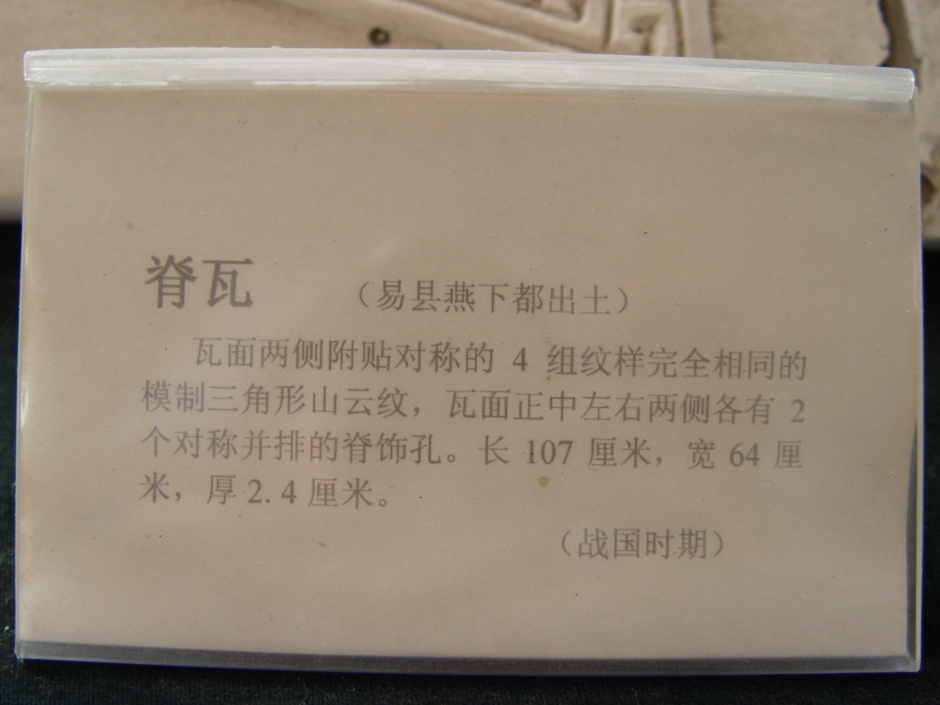 脊瓦 （易县燕下都出土）
瓦面两侧附贴对称的 4 组纹样完全相同的
模制三角形山云纹，瓦面正中左右两侧各有 2
个对称并排的脊饰孔。长 107 厘米，宽 64 厘
米，厚 2.4 厘米。
（战国时期）